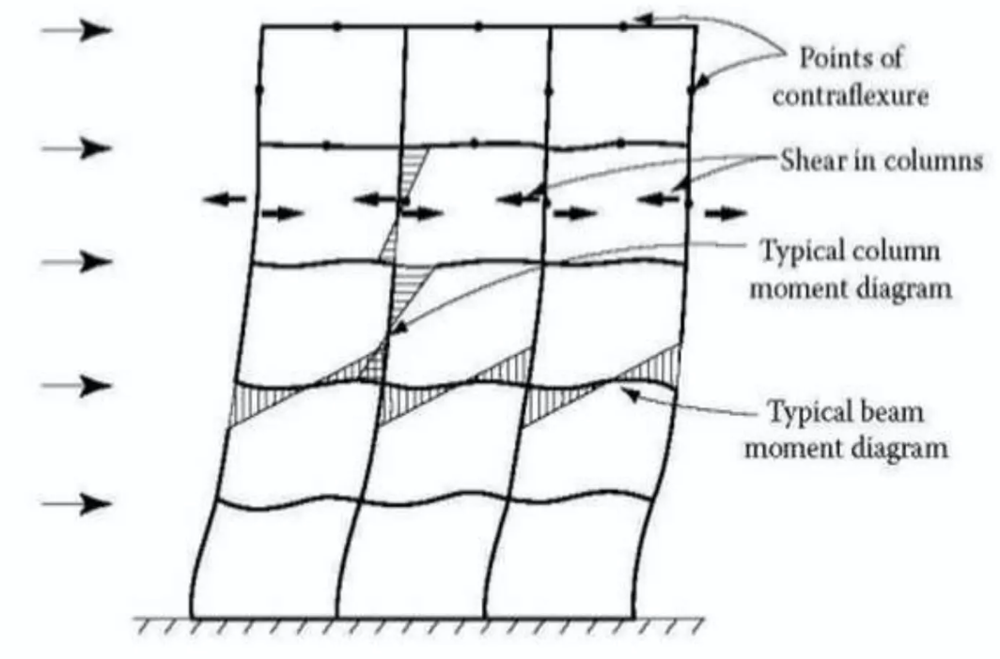 Points of
contraflexure
Shear in columns
Typical column
moment diagram
Typical beam
moment diagram